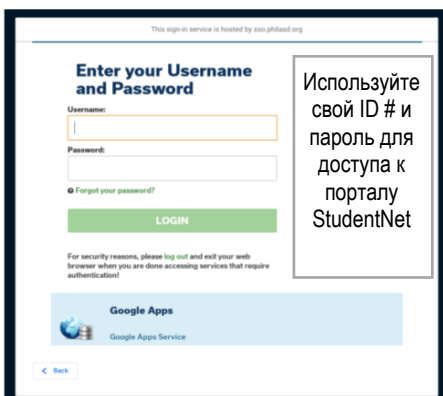 This sign-in service is hosted by sso.philasd.org
Enter your Username
and Password
Username:
Password:
Forgot your password?
LOGIN
For security reasons, please log out and exit your web
browser when you are done accessing services that require
authentication!
Google Apps
Google Apps Service
Back
Используйте
свой ID # и
пароль для
доступа к
порталу
StudentNet